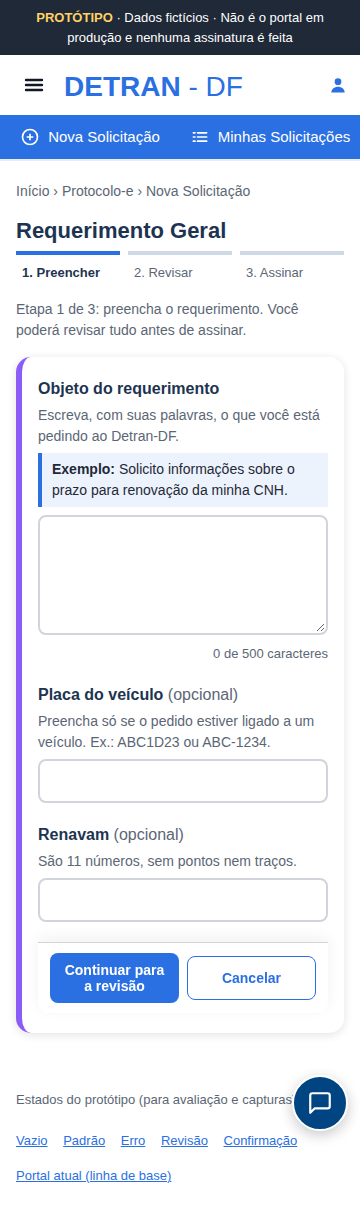 PROTÓTIPO · Dados fictícios · Não é o portal em
produção e nenhuma assinatura é feita
DETRAN - DF
Nova Solicitação
Minhas Solicitações
Início › Protocolo-e › Nova Solicitação
Requerimento Geral
1. Preencher
2. Revisar
3. Assinar
Etapa 1 de 3: preencha o requerimento. Você
poderá revisar tudo antes de assinar.
Objeto do requerimento
Escreva, com suas palavras, o que você está
pedindo ao Detran-DF.
Exemplo: Solicito informações sobre o
prazo para renovação da minha CNH.
0 de 500 caracteres
Placa do veículo (opcional)
Preencha só se o pedido estiver ligado a um
veículo. Ex.: ABC1D23 ou ABC-1234.
Renavam (opcional)
São 11 números, sem pontos nem traços.
Continuar para
a revisão
Cancelar
Estados do protótipo (para avaliação e capturas
Vazio
Padrão
Erro
Revisão
Confirmação
Portal atual (linha de base)